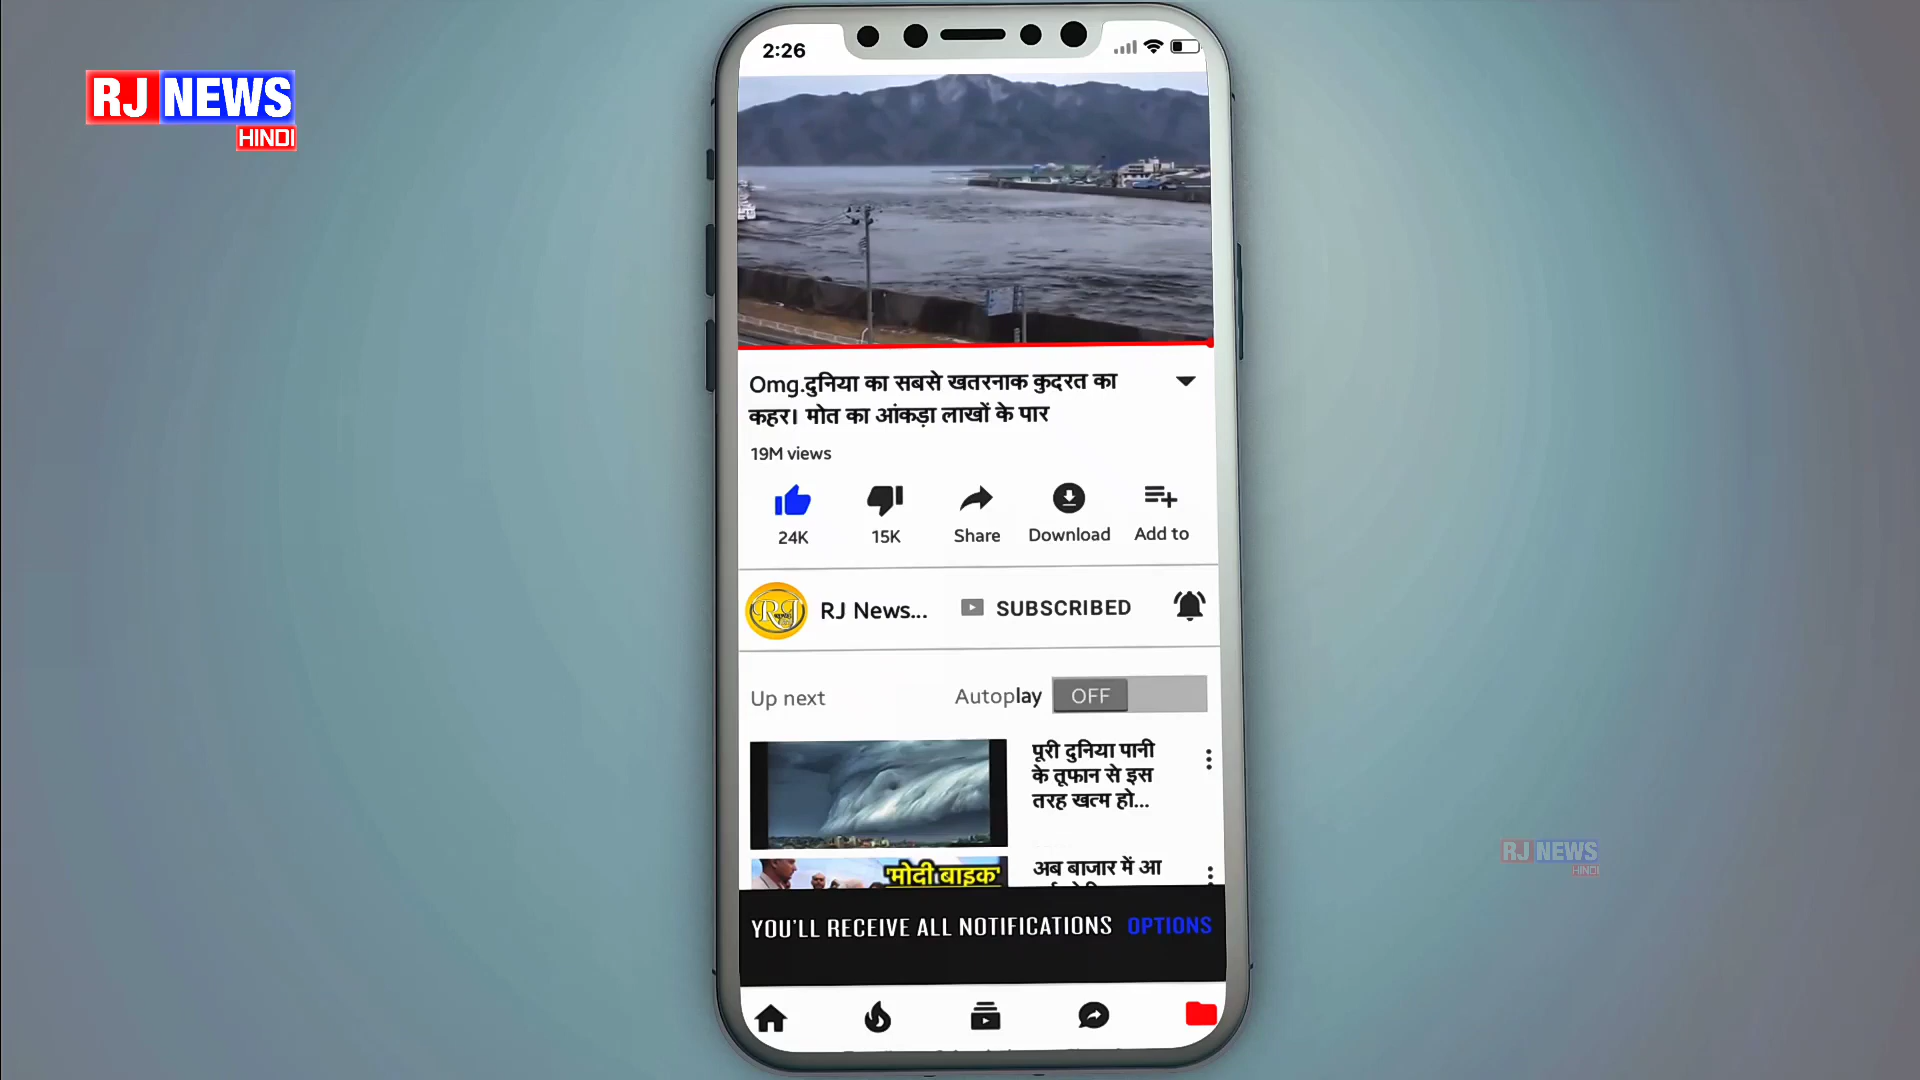 RJ NEWS
HINDI
2:26
Omg.दुनिया का सबसे खतरनाक कुदरत का
कहर। मोत का आंकड़ा लाखों के पार
19M views
24K
15K
Share
Download
Add to
RJ News...
SUBSCRIBED
Up next
Autoplay
OFF
पूरी दुनिया पानी
के तूफान से इस
तरह खत्म हो...
'मोदी बाइक'
अब बाजार में आ
YOU'LL RECEIVE ALL NOTIFICATIONS OPTIONS
RJ NEWS
HINDI